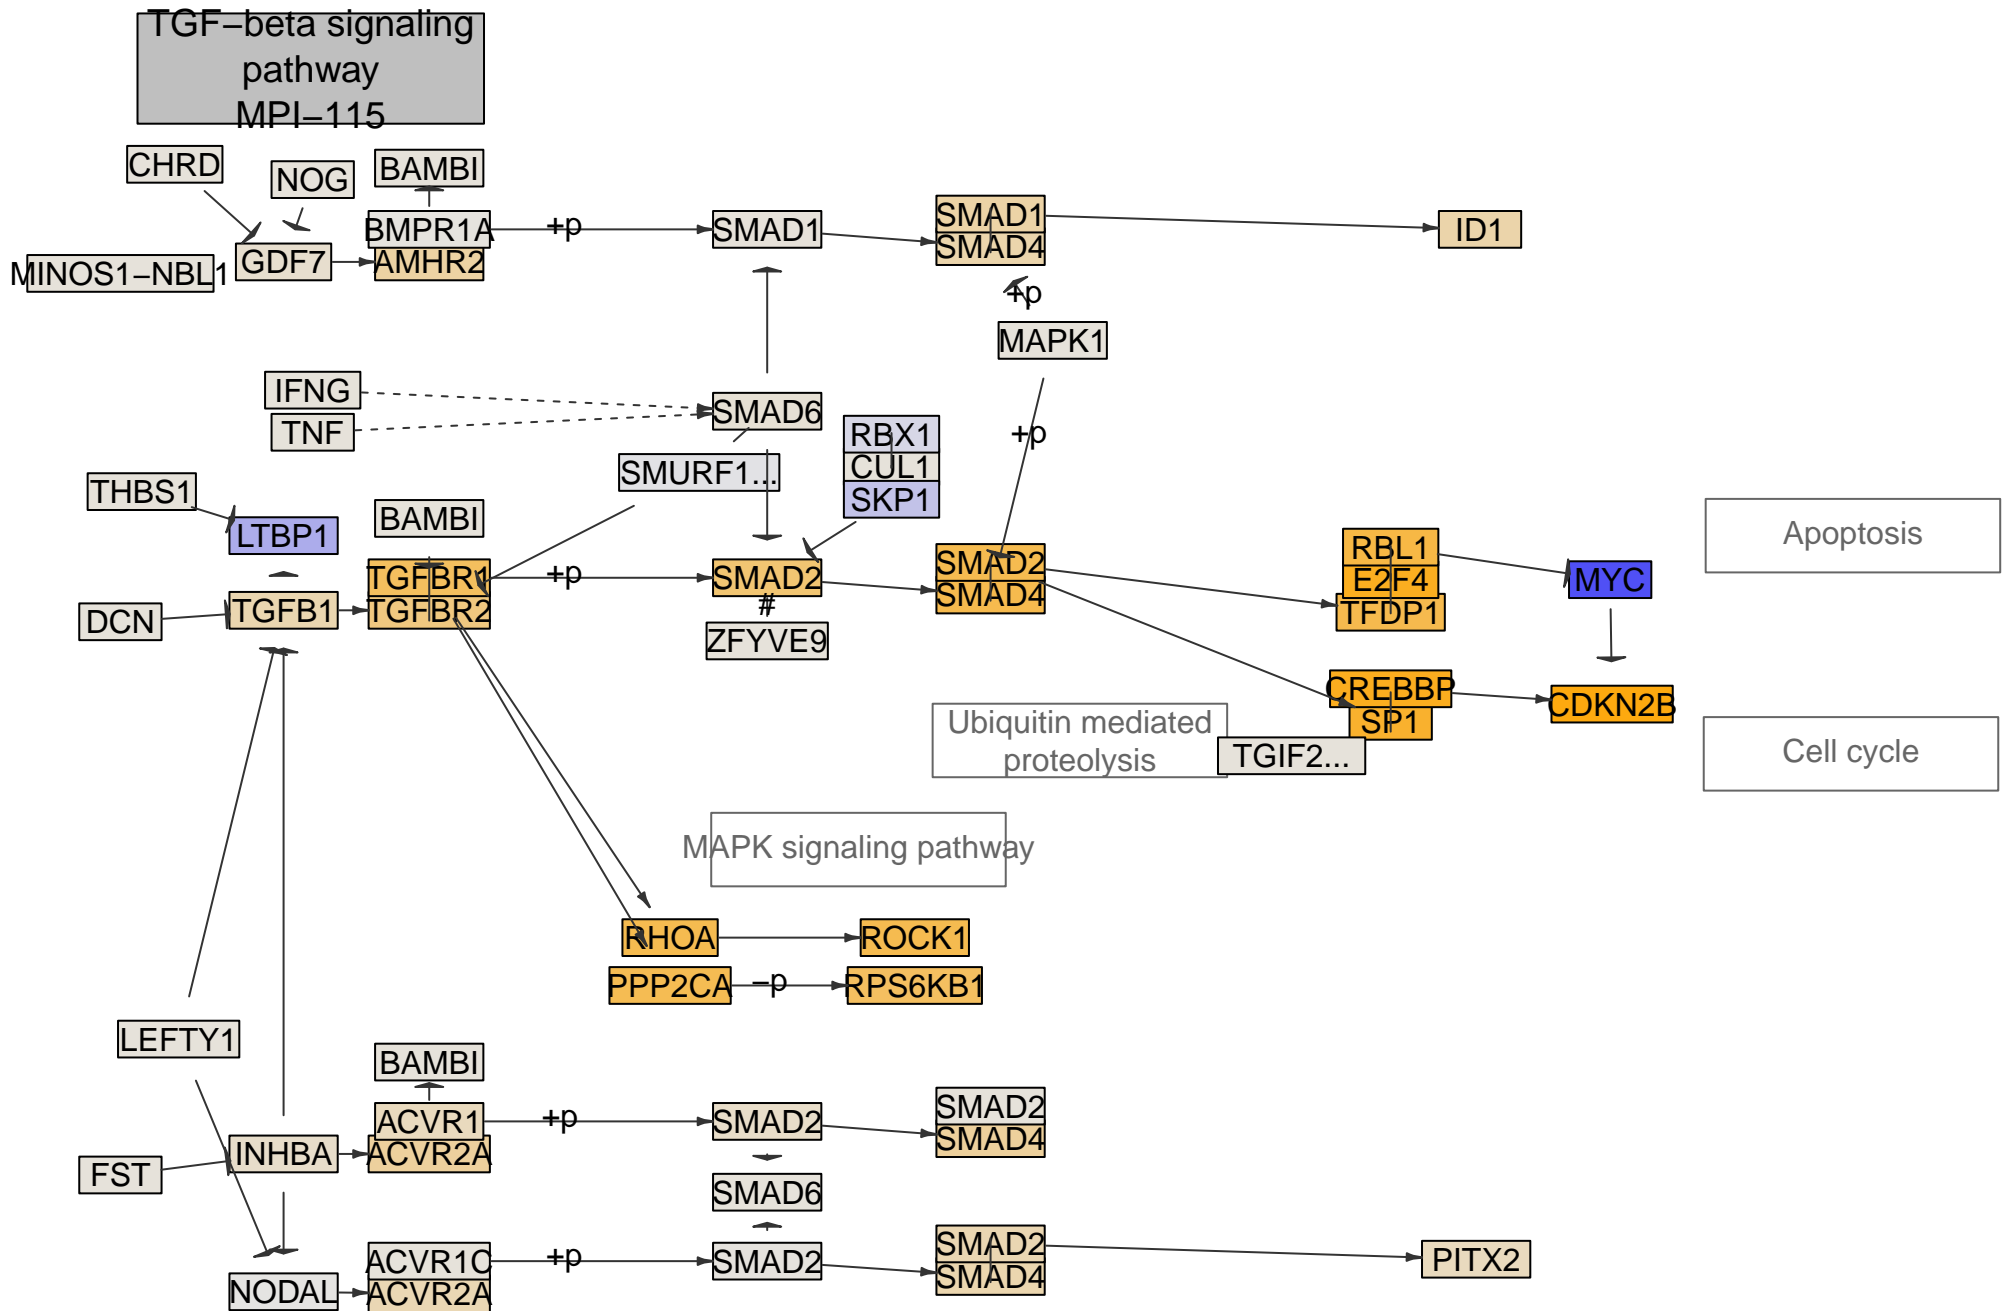 TGF−beta signaling
pathway
MPI−115
CHRD
NOG
BAMBI
BMPR1A
+p
SMAD1
SMAD1
SMAD4
ID1
MINOS1−NBL1
GDF7
AMHR2
+p
MAPK1
IFNG
TNF
SMAD6
RBX1
CUL1
SKP1
+p
SMURF1...
THBS1
LTBP1
BAMBI
Apoptosis
TGFBR1
TGFBR2
+p
SMAD2
#
ZFYVE9
SMAD2
SMAD4
RBL1
E2F4
TFDP1
MYC
DCN
TGFB1
CREBBP
SP1
CDKN2B
Ubiquitin mediated
proteolysis
TGIF2...
Cell cycle
MAPK signaling pathway
RHOA
ROCK1
PPP2CA
−p
RPS6KB1
LEFTY1
BAMBI
ACVR1
ACVR2A
+p
SMAD2
SMAD2
SMAD4
INHBA
FST
SMAD6
ACVR1C
ACVR2A
+p
SMAD2
SMAD2
SMAD4
PITX2
NODAL